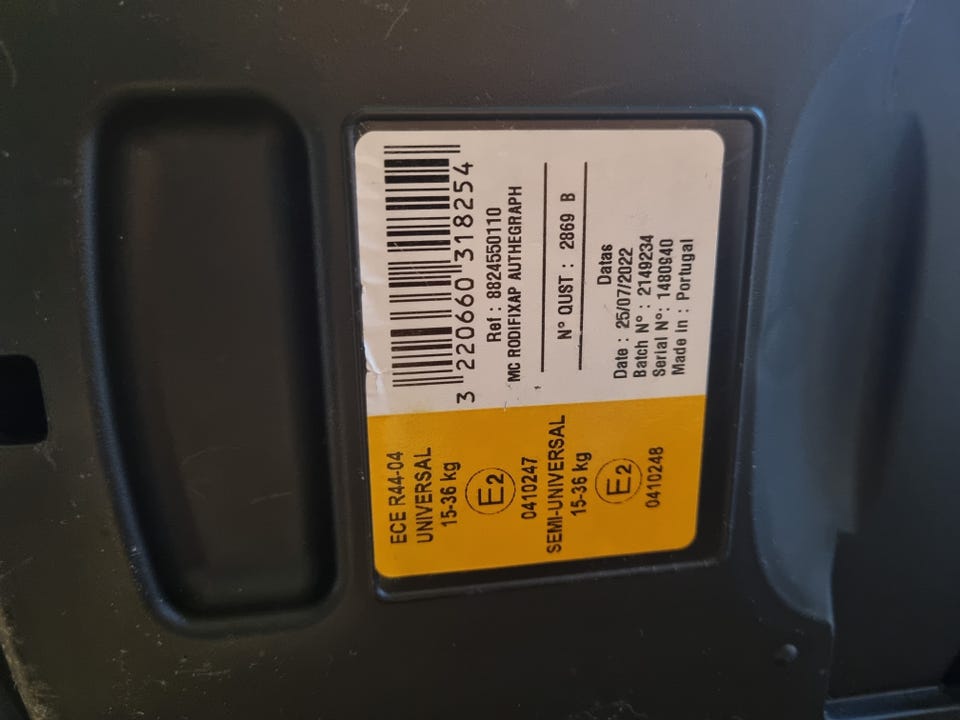 ECE R44-04
UNIVERSAL
15-36 kg
E2
0410247
SEMI-UNIVERSAL
15-36 kg
E2
0410248
3 220660 318254
Ref : 8824550110
MC RODIFIXAP AUTHEGRAPH
N° QUST : 2869 B
Datas
Date : 25/07/2022
Batch N° : 2149234
Serial N°: 1480940
Made in : Portugal